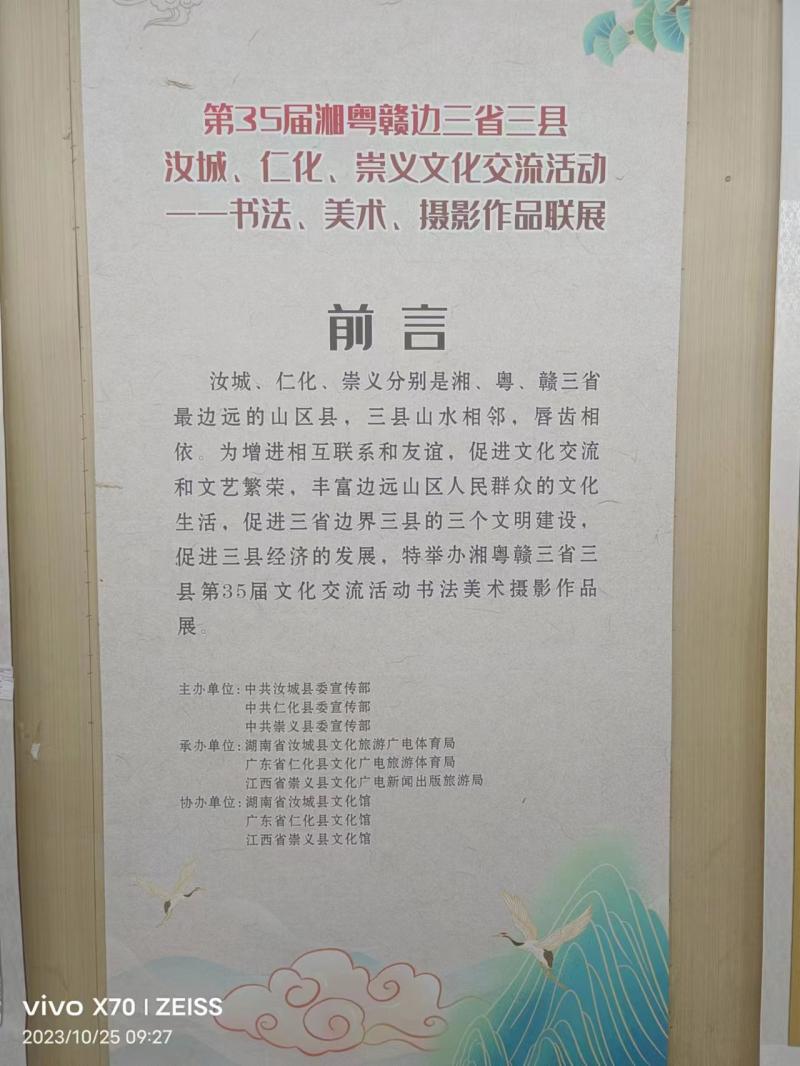 第35届湘粤赣边三省三县
汝城、仁化、崇义文化交流活动
——书法、美术、摄影作品联展
前言
汝城、仁化、崇义分别是湘、粤、赣三省
最边远的山区县，三县山水相邻，唇齿相
依。为增进相互联系和友谊，促进文化交流
和文艺繁荣，丰富边远山区人民群众的文化
生活，促进三省边界三县的三个文明建设，
促进三县经济的发展，特举办湘粤赣三省三
县第35届文化交流活动书法美术摄影作品
展。
主办单位：中共汝城县委宣传部
中共仁化县委宣传部
中共崇义县委宣传部
承办单位：湖南省汝城县文化旅游广电体育局
广东省仁化县文化广电旅游体育局
江西省崇义县文化广电新闻出版旅游局
协办单位：湖南省汝城县文化馆
广东省仁化县文化馆
江西省崇义县文化馆
vivo X70 | ZEISS
2023/10/25 09:27